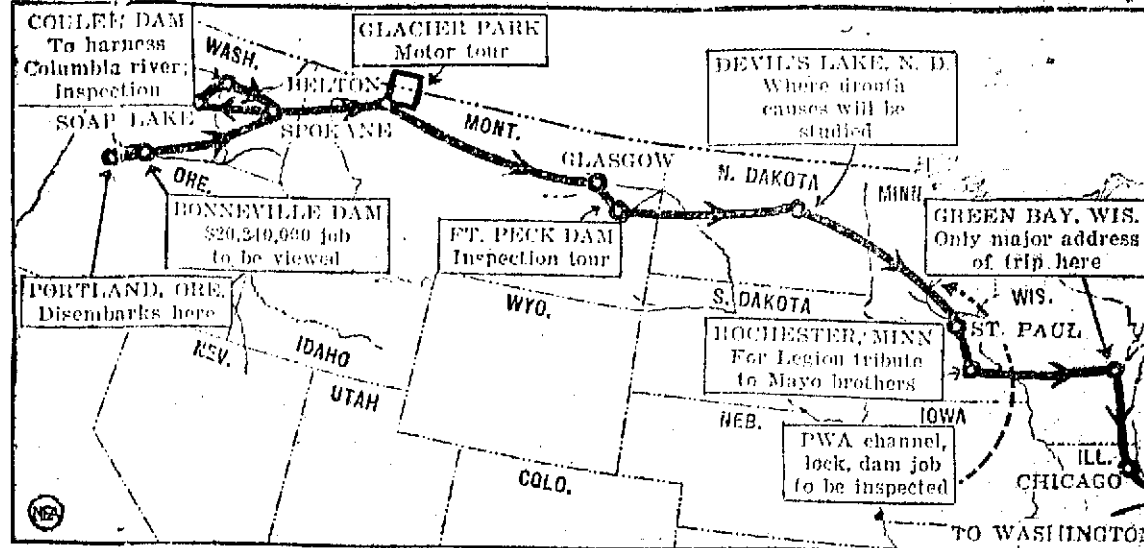 COULEE DAM
To harness
Columbia river;
Inspection
WASH.
GLACIER PARK
Motor tour
BELTON
SOAP LAKE
SPOKANE
MONT.
DEVIL'S LAKE, N. D.
Where drouth
causes will be
studied
GLASGOW
N. DAKOTA
MINN.
ORE.
BONNEVILLE DAM
$20,240,000 job
to be viewed
FT. PECK DAM
Inspection tour
GREEN BAY, WIS.
Only major address
of trip here
PORTLAND, ORE.
Disembarks here
WYO.
S. DAKOTA
WIS.
ST. PAUL
NEV.
IDAHO
UTAH
ROCHESTER, MINN
For Legion tribute
to Mayo brothers
NEB.
IOWA
PWA channel,
lock, dam job
to be inspected
COLO.
ILL.
CHICAGO
NEA
TO WASHINGTON